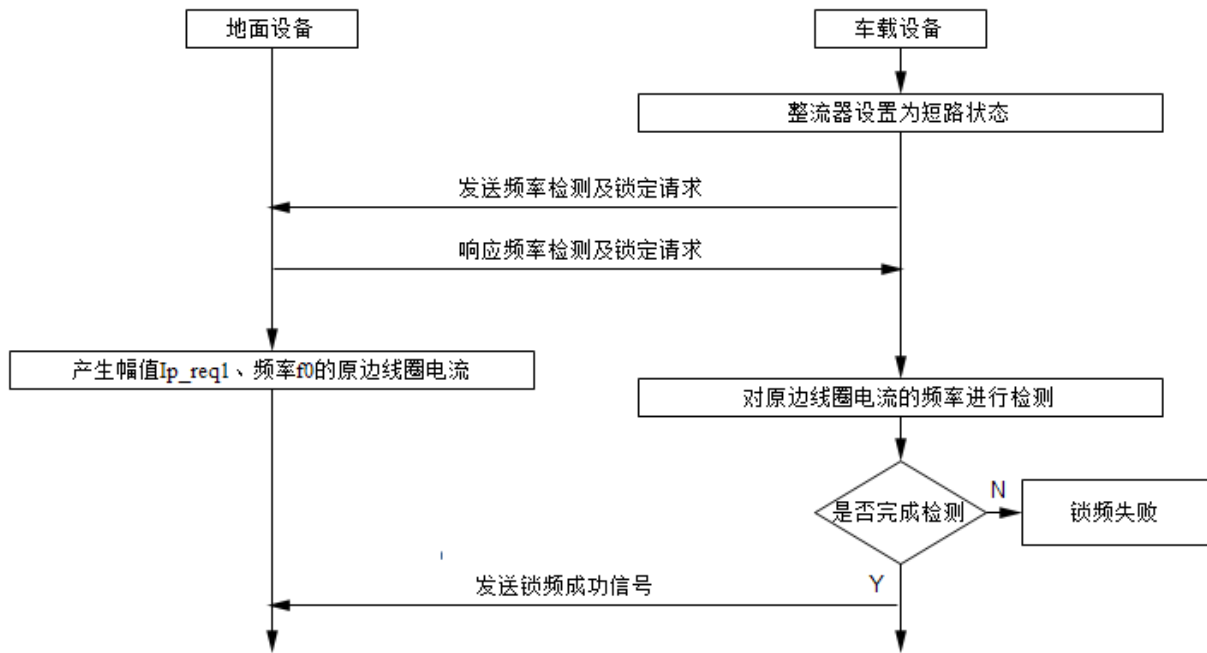 地面设备
车载设备
整流器设置为短路状态
发送频率检测及锁定请求
响应频率检测及锁定请求
产生幅值Ip_req1、频率f0的原边线圈电流
对原边线圈电流的频率进行检测
是否完成检测
N
锁频失败
Y
发送锁频成功信号